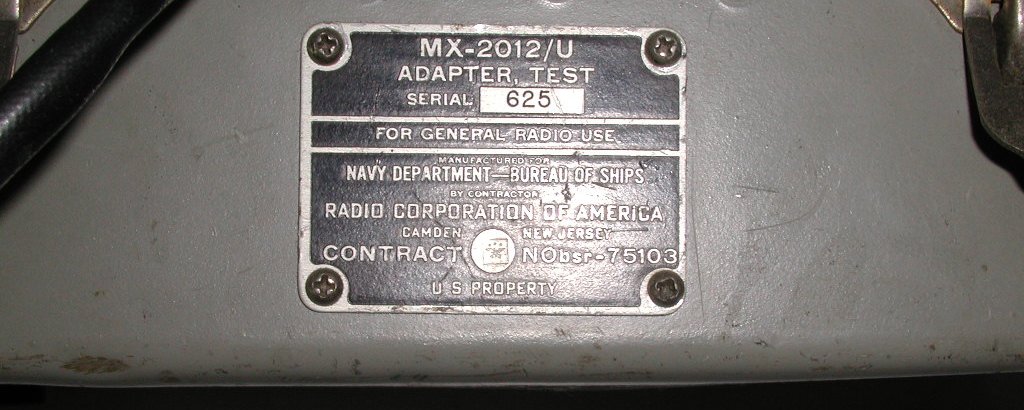 MX-2012/U
ADAPTER, TEST
SERIAL 625
FOR GENERAL RADIO USE
MANUFACTURED FOR
NAVY DEPARTMENT—BUREAU OF SHIPS
BY CONTRACTOR
RADIO CORPORATION OF AMERICA
CAMDEN NEW JERSEY
CONTRACT NObsr-75103
U S PROPERTY